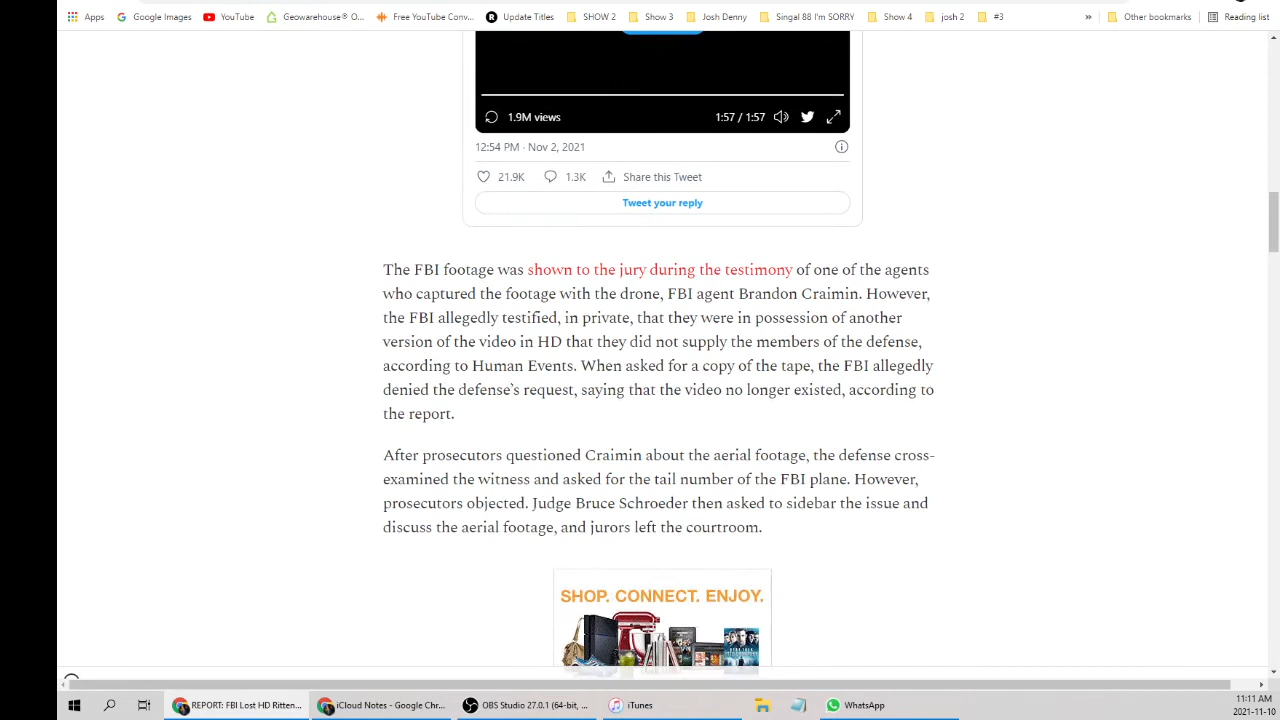 Apps
Google Images
YouTube
Geowarehouse® O...
Free YouTube Conv...
Update Titles
SHOW 2
Show 3
Josh Denny
Singal 88 I'm SORRY
Show 4
josh 2
#3
»
Other bookmarks
Reading list
1.9M views
1:57 / 1:57
12:54 PM · Nov 2, 2021
21.9K
1.3K
Share this Tweet
Tweet your reply
The FBI footage was shown to the jury during the testimony of one of the agents
who captured the footage with the drone, FBI agent Brandon Craimin. However,
the FBI allegedly testified, in private, that they were in possession of another
version of the video in HD that they did not supply the members of the defense,
according to Human Events. When asked for a copy of the tape, the FBI allegedly
denied the defense’s request, saying that the video no longer existed, according to
the report.
After prosecutors questioned Craimin about the aerial footage, the defense cross-
examined the witness and asked for the tail number of the FBI plane. However,
prosecutors objected. Judge Bruce Schroeder then asked to sidebar the issue and
discuss the aerial footage, and jurors left the courtroom.
SHOP. CONNECT. ENJOY.
REPORT: FBI Lost HD Ritten...
iCloud Notes - Google Chr...
OBS Studio 27.0.1 (64-bit, ...
iTunes
WhatsApp
11:11 AM
2021-11-10